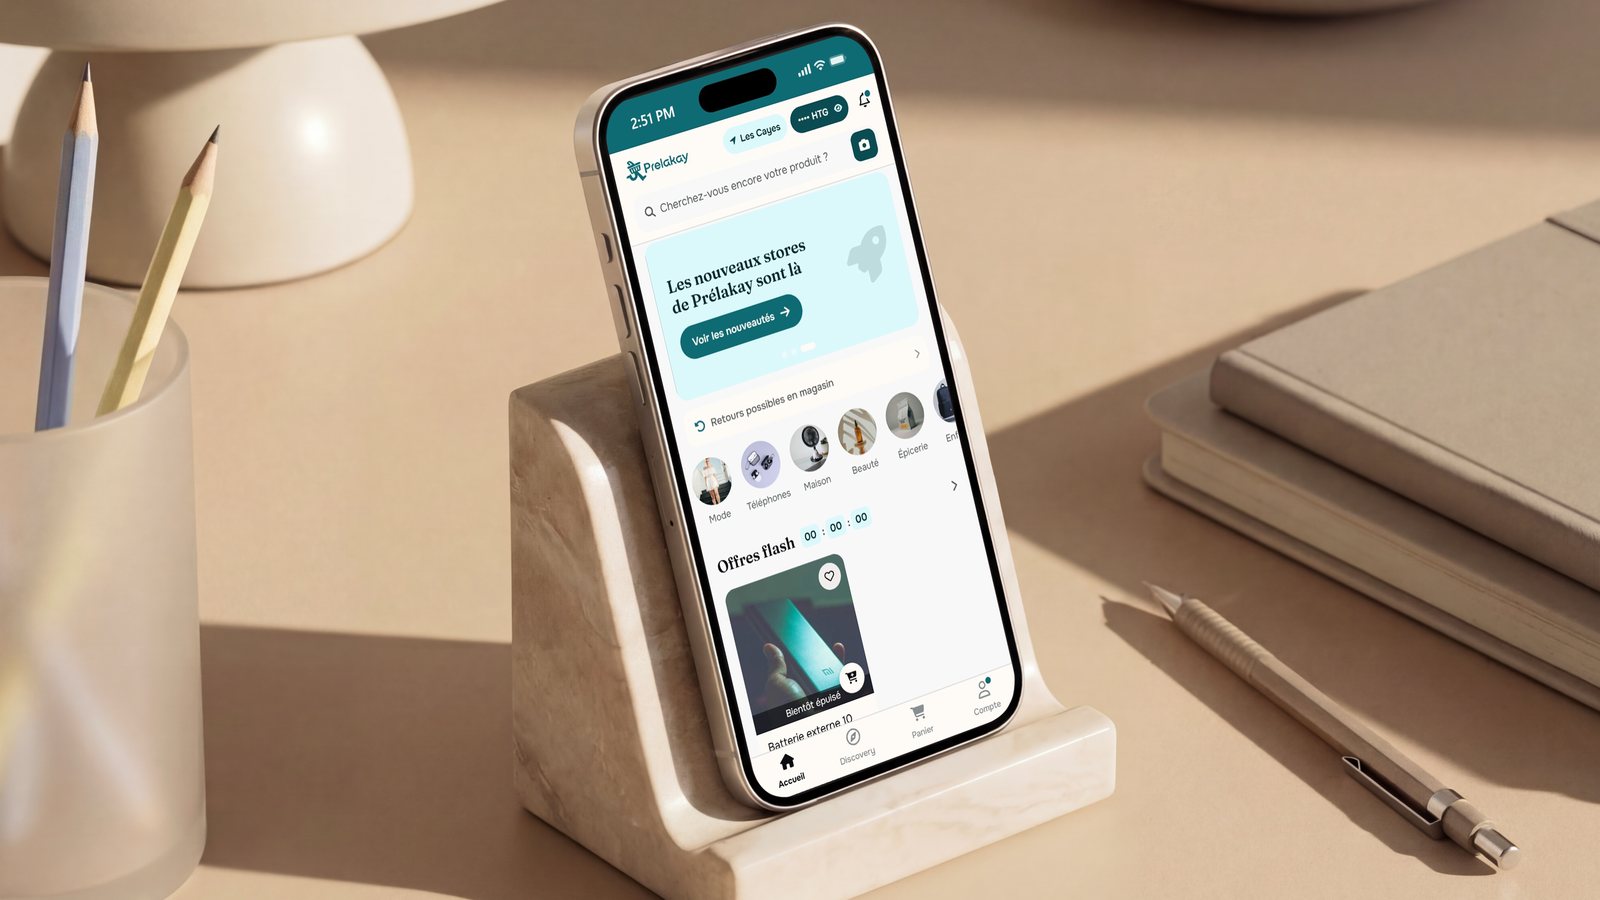 2:51 PM
Prelakay
Les Cayes
•••• HTG
Cherchez-vous encore votre produit ?
Les nouveaux stores
de Prélakay sont là
Voir les nouveautés
Retours possibles en magasin
Mode
Téléphones
Maison
Beauté
Épicerie
Enf
Offres flash 00 : 00 : 00
Bientôt épuisé
Batterie externe 10
Accueil
Discovery
Panier
Compte